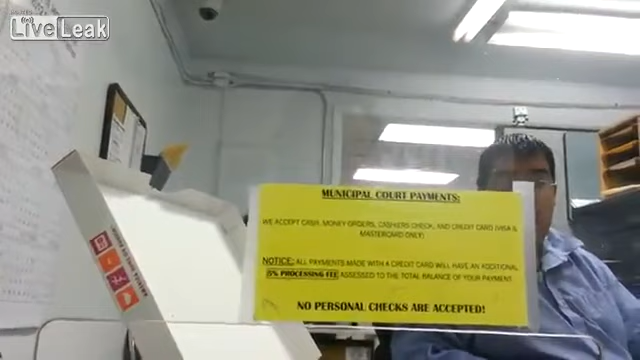 LiveLeak
MUNICIPAL COURT PAYMENTS:
WE ACCEPT CASH, MONEY ORDERS, CASHIERS CHECK, AND CREDIT CARD (VISA &
MASTERCARD ONLY)
NOTICE: ALL PAYMENTS MADE WITH A CREDIT CARD WILL HAVE AN ADDITIONAL
5% PROCESSING FEE ASSESSED TO THE TOTAL BALANCE OF YOUR PAYMENT.
NO PERSONAL CHECKS ARE ACCEPTED!